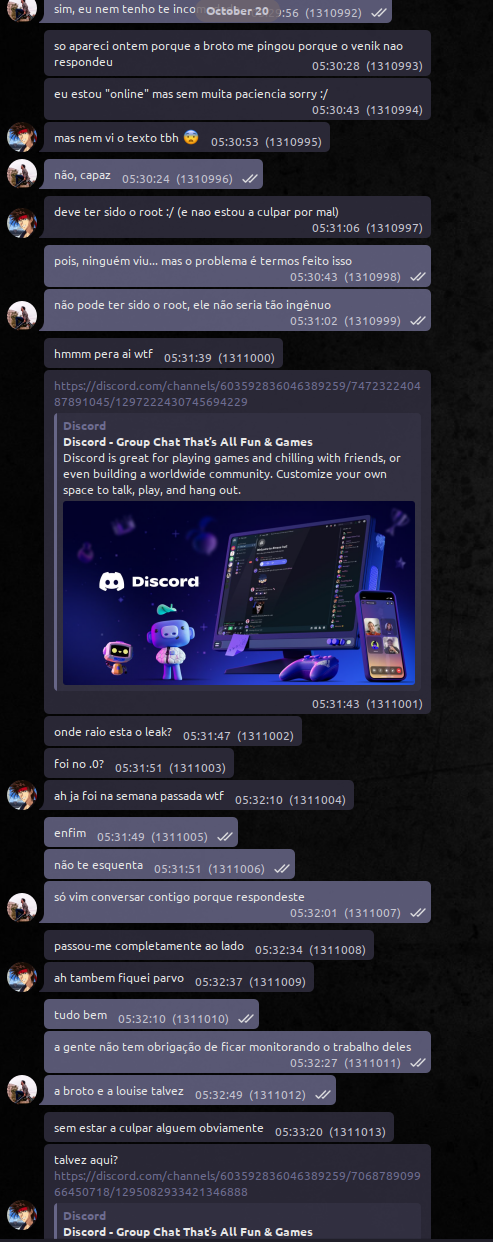 sim, eu nem tenho te inco
October 20
9:56 (1310992)
so apareci ontem porque a broto me pingou porque o venik nao
respondeu
05:30:28 (1310993)
eu estou "online" mas sem muita paciencia sorry :/
05:30:43 (1310994)
mas nem vi o texto tbh 😨 05:30:53 (1310995)
não, capaz 05:30:24 (1310996)
deve ter sido o root :/ (e nao estou a culpar por mal)
05:31:06 (1310997)
pois, ninguém viu... mas o problema é termos feito isso
05:30:43 (1310998)
não pode ter sido o root, ele não seria tão ingênuo
05:31:02 (1310999)
hmmm pera ai wtf 05:31:39 (1311000)
https://discord.com/channels/603592836046389259/7472322404
87891045/1297222430745694229
Discord
Discord - Group Chat That's All Fun & Games
Discord is great for playing games and chilling with friends, or
even building a worldwide community. Customize your own
space to talk, play, and hang out.
Discord
05:31:43 (1311001)
onde raio esta o leak? 05:31:47 (1311002)
foi no .0? 05:31:51 (1311003)
ah ja foi na semana passada wtf 05:32:10 (1311004)
enfim 05:31:49 (1311005)
não te esquenta 05:31:51 (1311006)
só vim conversar contigo porque respondeste
05:32:01 (1311007)
passou-me completamente ao lado 05:32:34 (1311008)
ah tambem fiquei parvo 05:32:37 (1311009)
tudo bem 05:32:10 (1311010)
a gente não tem obrigação de ficar monitorando o trabalho deles
05:32:27 (1311011)
a broto e a louise talvez 05:32:49 (1311012)
sem estar a culpar alguem obviamente 05:33:20 (1311013)
talvez aqui?
https://discord.com/channels/603592836046389259/7068789099
66450718/1295082933421346888
Discord
Discord - Group Chat That's All Fun & Games